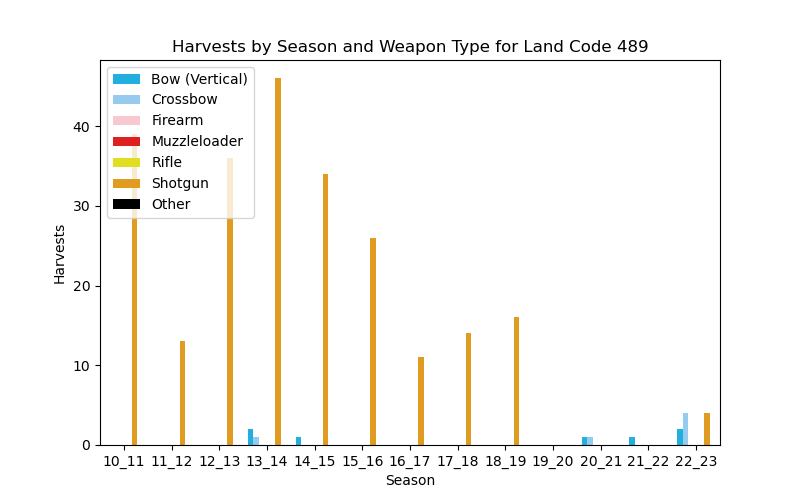 Harvests by Season and Weapon Type for Land Code 489
Bow (Vertical)
Crossbow
Firearm
Muzzleloader
Rifle
Shotgun
Other
40
30
20
10
0
Harvests
10_11 11_12 12_13 13_14 14_15 15_16 16_17 17_18 18_19 19_20 20_21 21_22 22_23
Season